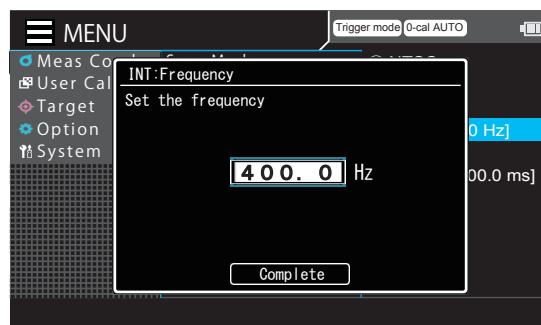 MENU
Trigger mode 0-cal AUTO
Meas Co
User Cal
Target
Option
System
INT:Frequency
Set the frequency
400. 0 Hz
Complete
0 Hz]
00.0 ms]